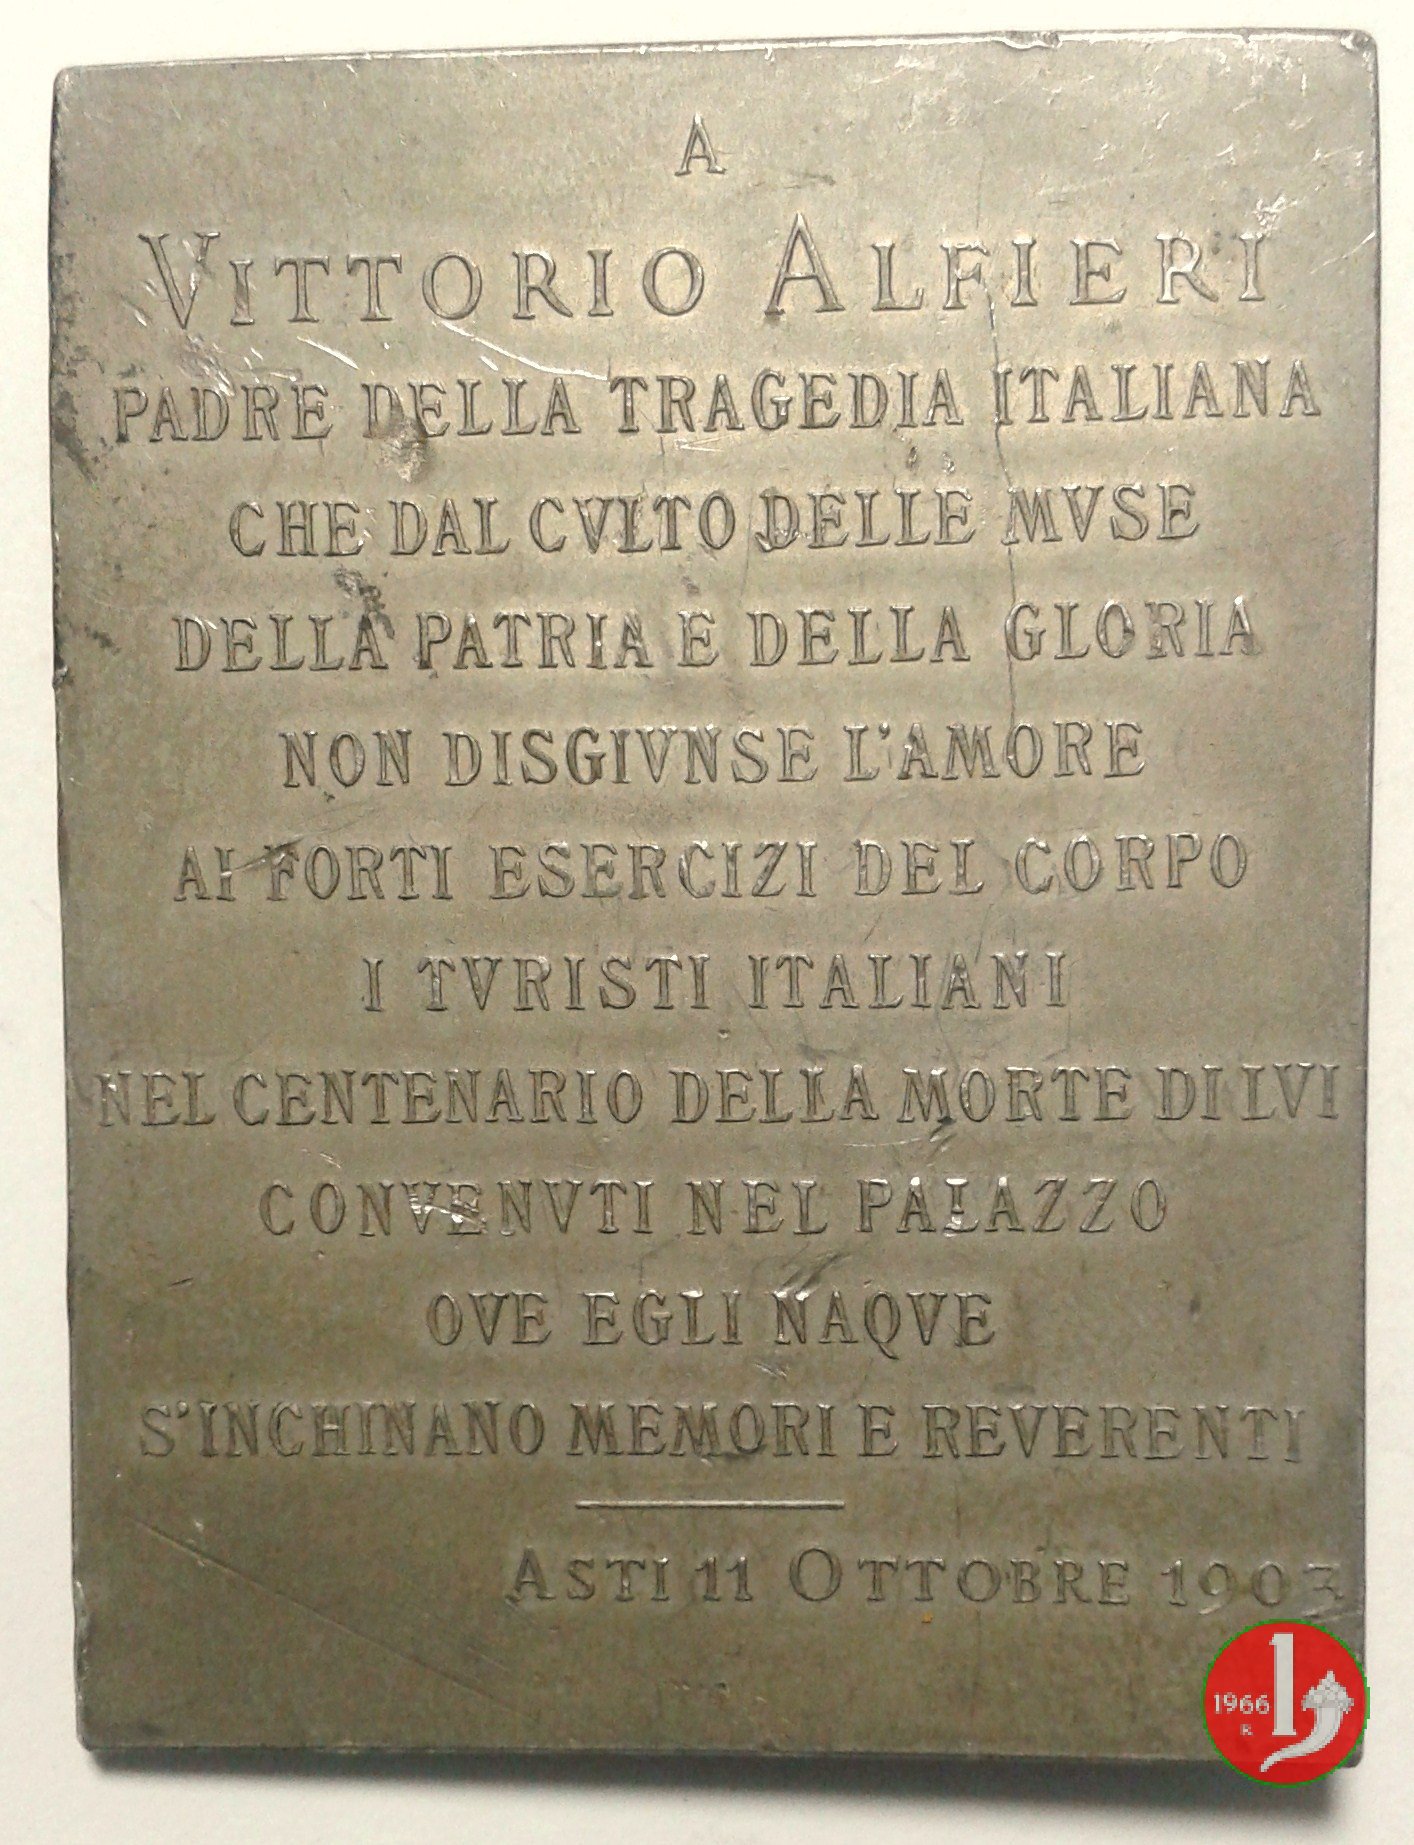 A
VITTORIO ALFIERI
PADRE DELLA TRAGEDIA ITALIANA
CHE DAL CVLTO DELLE MVSE
DELLA PATRIA E DELLA GLORIA
NON DISGIVNSE L'AMORE
AI FORTI ESERCIZI DEL CORPO
I TVRISTI ITALIANI
NEL CENTENARIO DELLA MORTE DI LVI
CONVENVTI NEL PALAZZO
OVE EGLI NAQVE
S'INCHINANO MEMORI E REVERENTI
ASTI 11 OTTOBRE 1903
1966 1
R